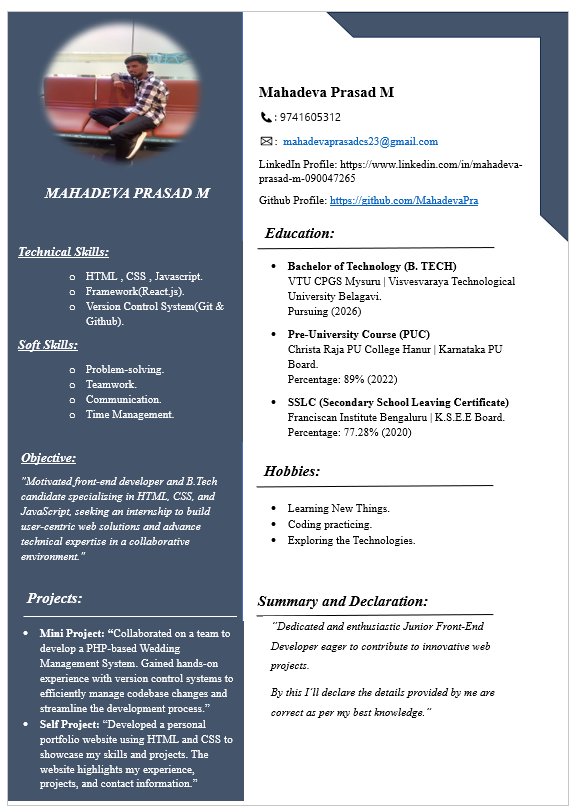 MAHADEVA PRASAD M
Technical Skills:
o HTML , CSS , Javascript.
o Framework(React.js).
o Version Control System(Git &
Github).
Soft Skills:
o Problem-solving.
o Teamwork.
o Communication.
o Time Management.
Objective:
"Motivated front-end developer and B.Tech
candidate specializing in HTML, CSS, and
JavaScript, seeking an internship to build
user-centric web solutions and advance
technical expertise in a collaborative
environment."
Projects:
• Mini Project: “Collaborated on a team to
develop a PHP-based Wedding
Management System. Gained hands-on
experience with version control systems to
efficiently manage codebase changes and
streamline the development process.”
• Self Project: “Developed a personal
portfolio website using HTML and CSS to
showcase my skills and projects. The
website highlights my experience,
projects, and contact information.”
Mahadeva Prasad M
: 9741605312
: mahadevaprasadcs23@gmail.com
LinkedIn Profile: https://www.linkedin.com/in/mahadeva-
prasad-m-090047265
Github Profile: https://github.com/MahadevaPra
Education:
• Bachelor of Technology (B. TECH)
VTU CPGS Mysuru | Visvesvaraya Technological
University Belagavi.
Pursuing (2026)
• Pre-University Course (PUC)
Christa Raja PU College Hanur | Karnataka PU
Board.
Percentage: 89% (2022)
• SSLC (Secondary School Leaving Certificate)
Franciscan Institute Bengaluru | K.S.E.E Board.
Percentage: 77.28% (2020)
Hobbies:
• Learning New Things.
• Coding practicing.
• Exploring the Technologies.
Summary and Declaration:
“Dedicated and enthusiastic Junior Front-End
Developer eager to contribute to innovative web
projects.
By this I’ll declare the details provided by me are
correct as per my best knowledge.”